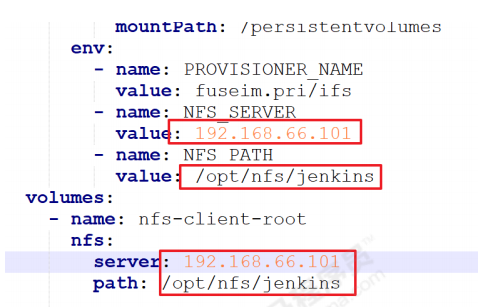 mountPath: /persistentvolumes
env:
- name: PROVISIONER_NAME
value: fuseim.pri/ifs
- name: NFS_SERVER
value: 192.168.66.101
- name: NFS_PATH
value: /opt/nfs/jenkins
volumes:
- name: nfs-client-root
nfs:
server: 192.168.66.101
path: /opt/nfs/jenkins